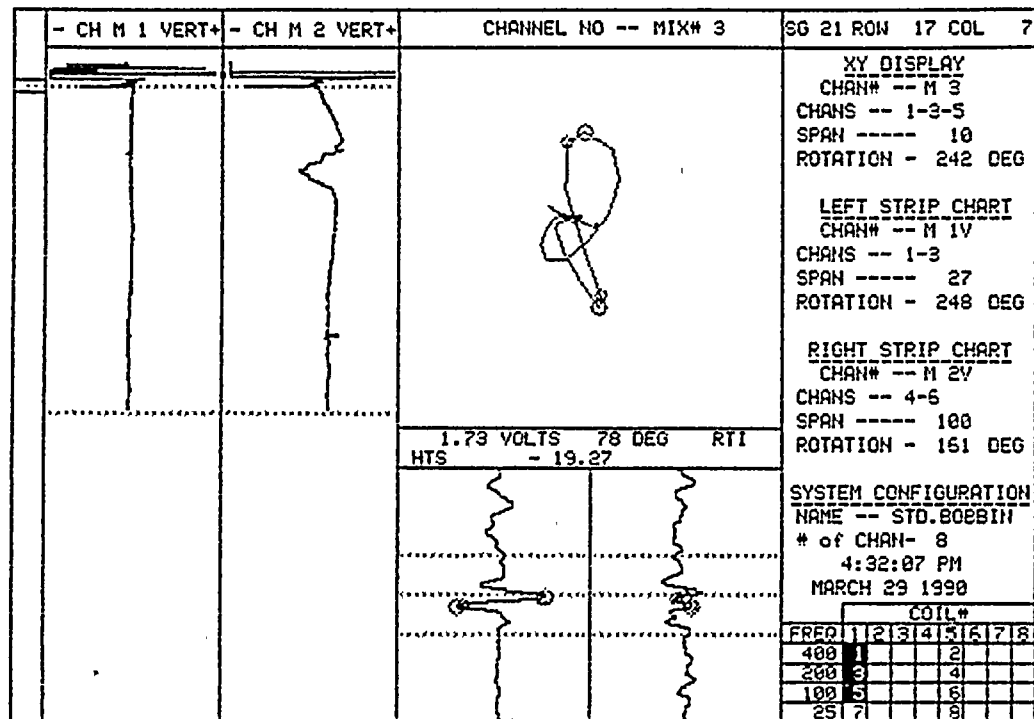 - CH M 1 VERT+
- CH M 2 VERT+
CHANNEL NO -- MIX# 3
SG 21 ROW 17 COL 7
XY DISPLAY
CHAN# -- M 3
CHANS -- 1-3-5
SPAN ----- 10
ROTATION - 242 DEG
LEFT STRIP CHART
CHAN# -- M 1V
CHANS -- 1-3
SPAN ----- 27
ROTATION - 248 DEG
RIGHT STRIP CHART
CHAN# -- M 2V
CHANS -- 4-6
SPAN ----- 100
ROTATION - 161 DEG
1.73 VOLTS 78 DEG RTI
HTS - 19.27
SYSTEM CONFIGURATION
NAME -- STD.BOBBIN
# of CHAN- 8
4:32:07 PM
MARCH 29 1990
COIL#
FREQ 1 2 3 4 5 6 7 8
400 1 2
200 3 4
100 5 6
25 7 8